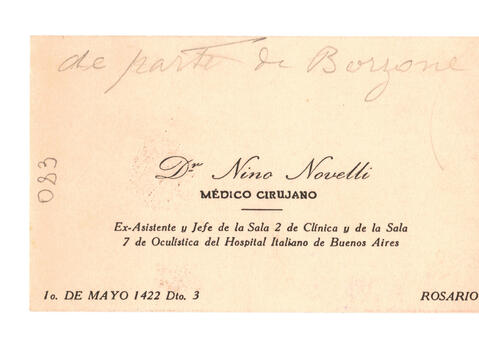 de parte de Borzone
083
Dr Nino Novelli
MÉDICO CIRUJANO
Ex-Asistente y Jefe de la Sala 2 de Clínica y de la Sala
7 de Oculística del Hospital Italiano de Buenos Aires
1o. DE MAYO 1422 Dto. 3
ROSARIO